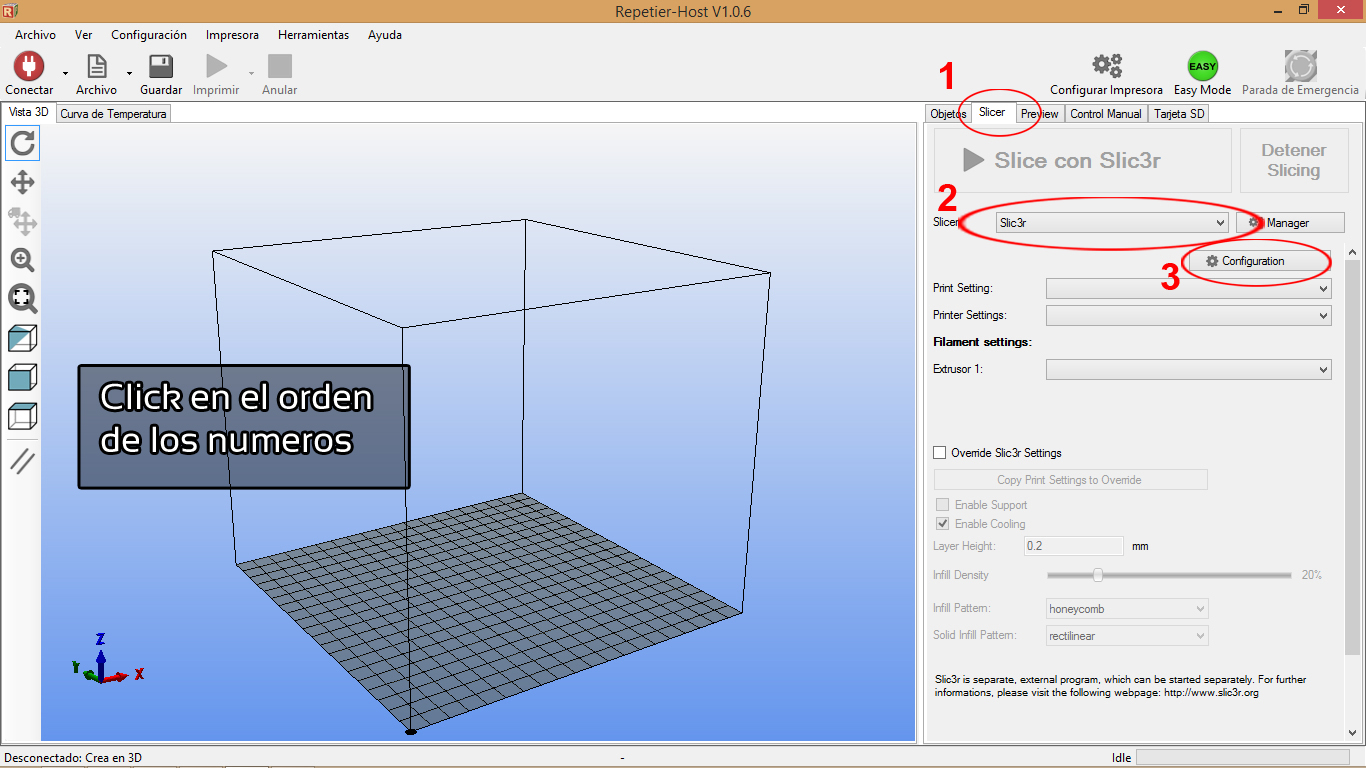 Repetier-Host V1.0.6
Archivo Ver Configuración Impresora Herramientas Ayuda
Conectar Archivo Guardar Imprimir Anular
EASY
Configurar Impresora Easy Mode Parada de Emergencia
Vista 3D Curva de Temperatura
1
Objetos Slicer Preview Control Manual Tarjeta SD
Slice con Slic3r
Detener
Slicing
2
Slicer: Slic3r Manager
3 Configuration
Print Setting:
Printer Settings:
Filament settings:
Extrusor 1:
Click en el orden
de los numeros
Override Slic3r Settings
Copy Print Settings to Override
Enable Support
Enable Cooling
Layer Height: 0.2 mm
Infill Density 20%
Infill Pattern: honeycomb
Solid Infill Pattern: rectilinear
Z
Y
X
Slic3r is separate, external program, which can be started separately. For further
informations, please visit the following webpage: http://www.slic3r.org
Desconectado: Crea en 3D - Idle